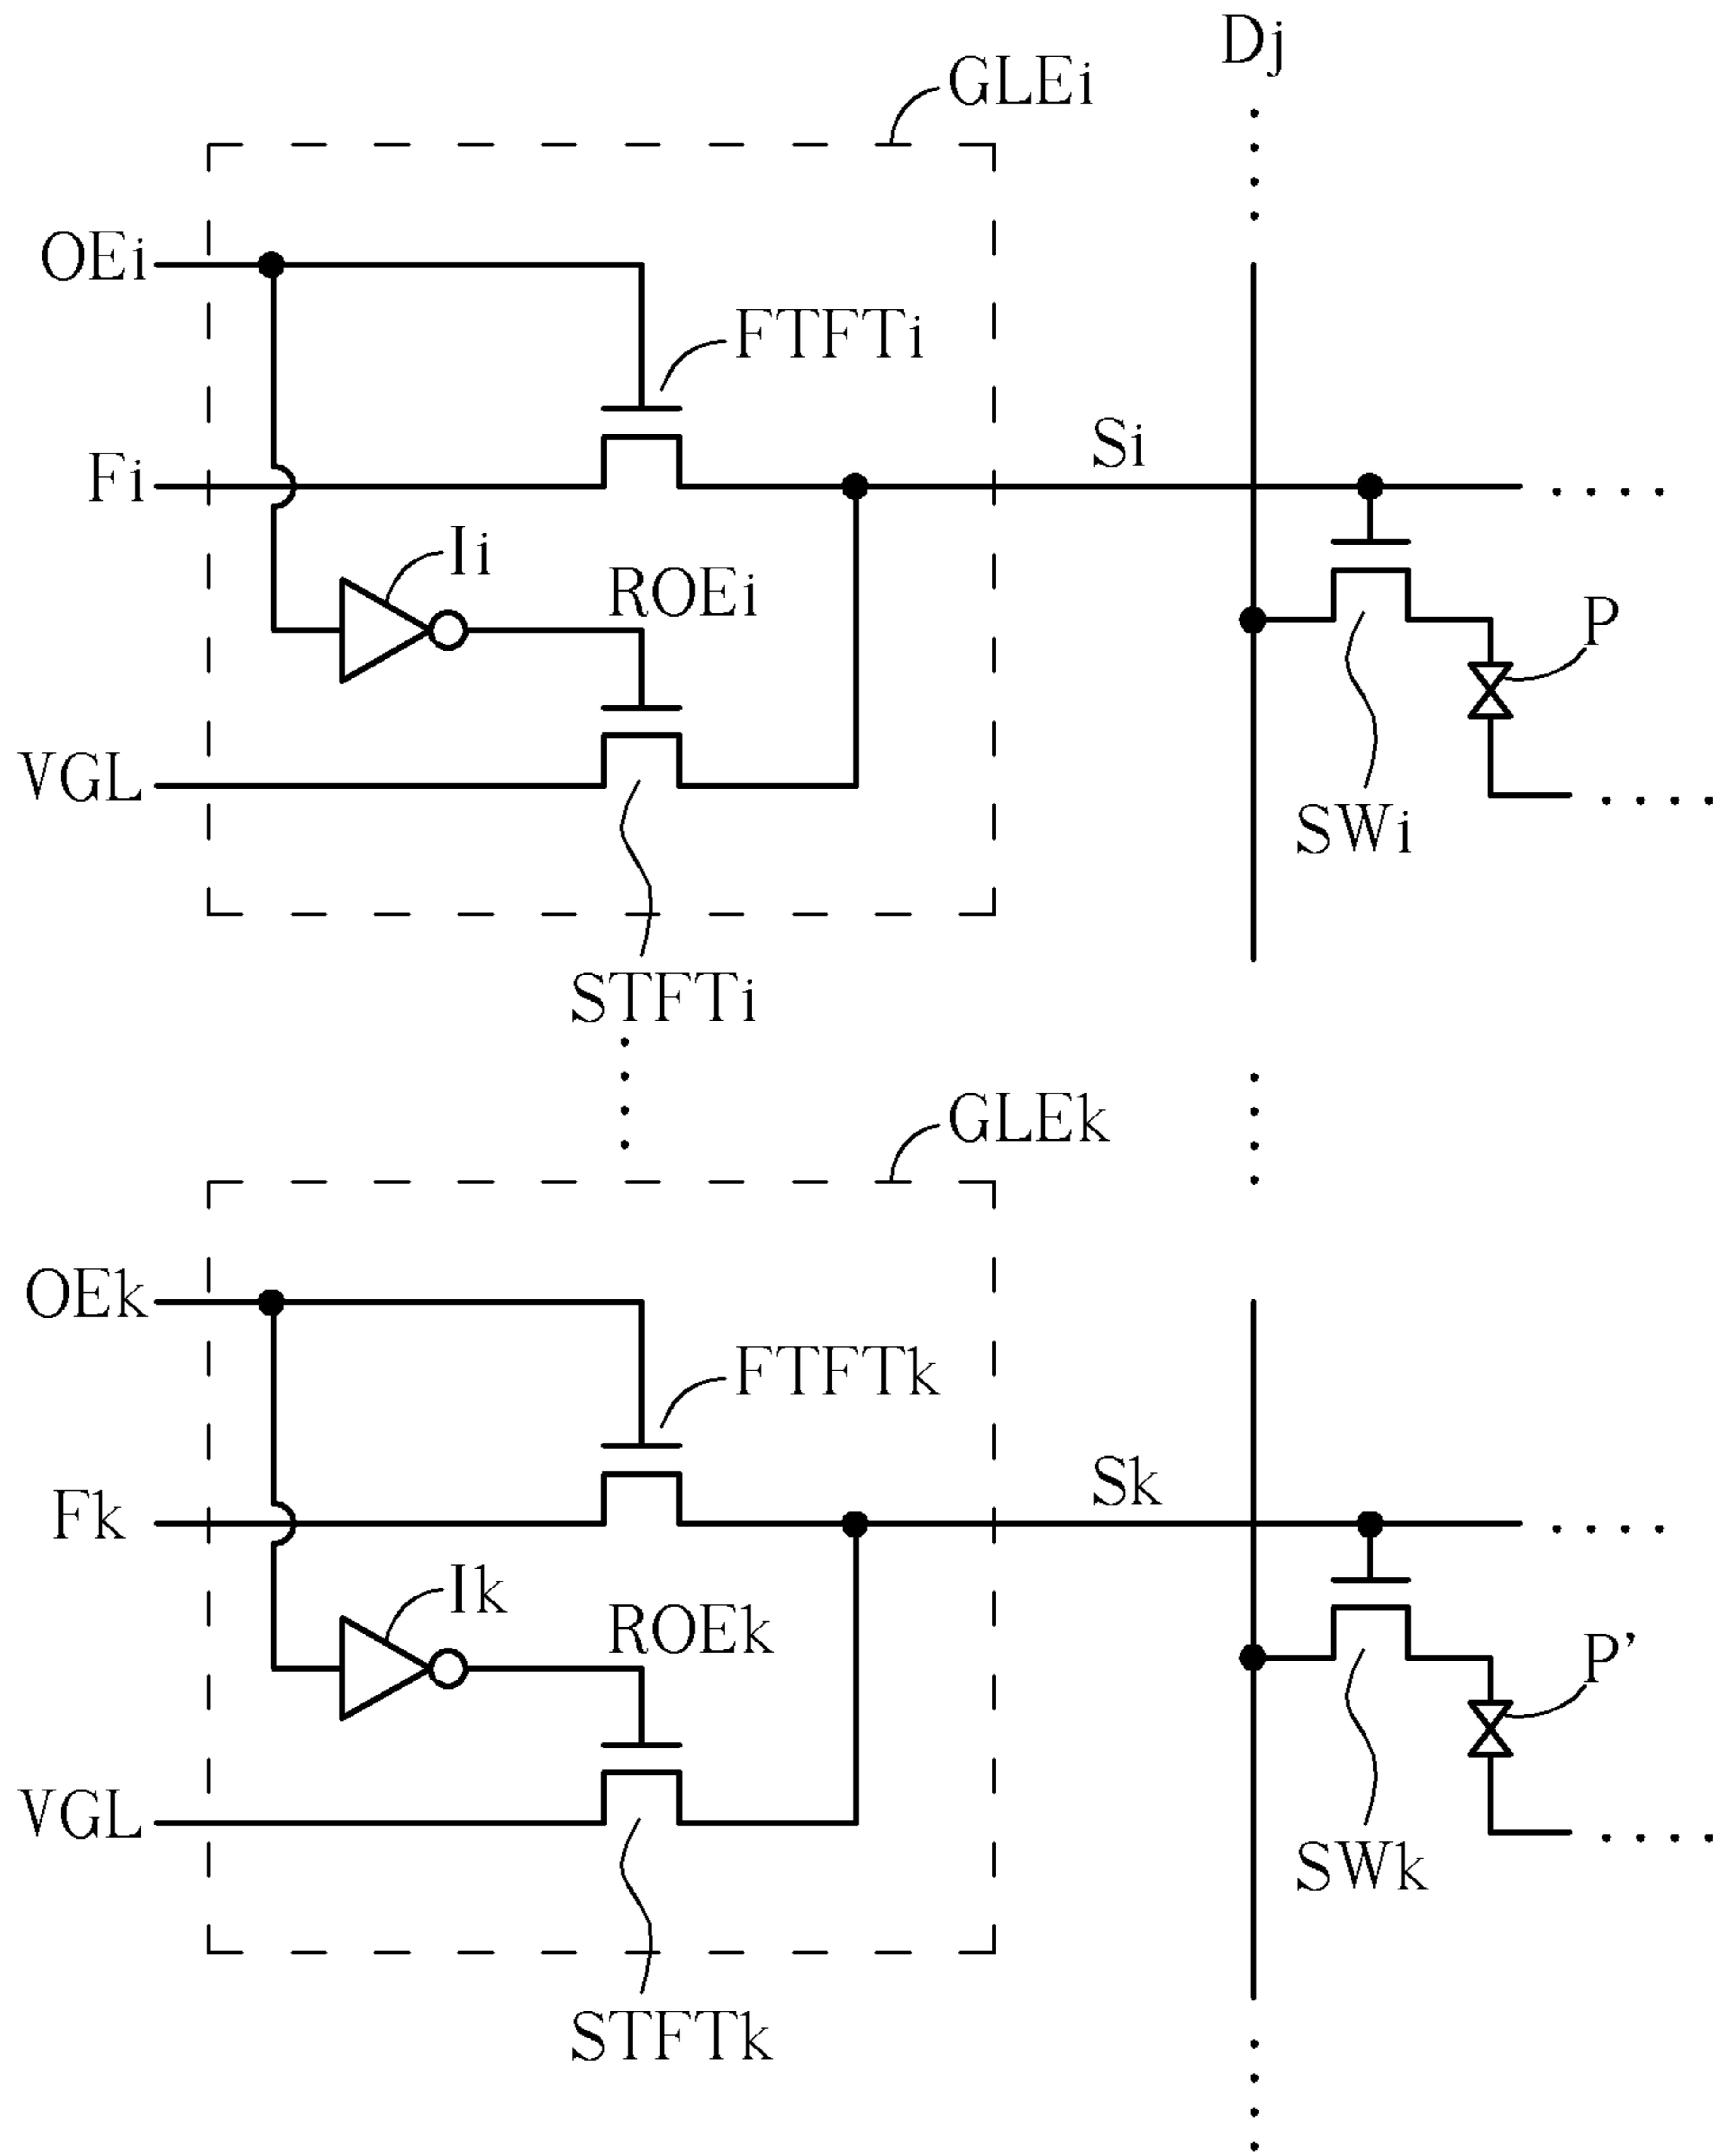 Dj
GLEi
OEi
FTFTi
Fi
Si
Ii
ROEi
P
VGL
SWi
STFTi
GLEk
OEk
FTFTk
Fk
Sk
Ik
ROEk
P'
VGL
SWk
STFTk